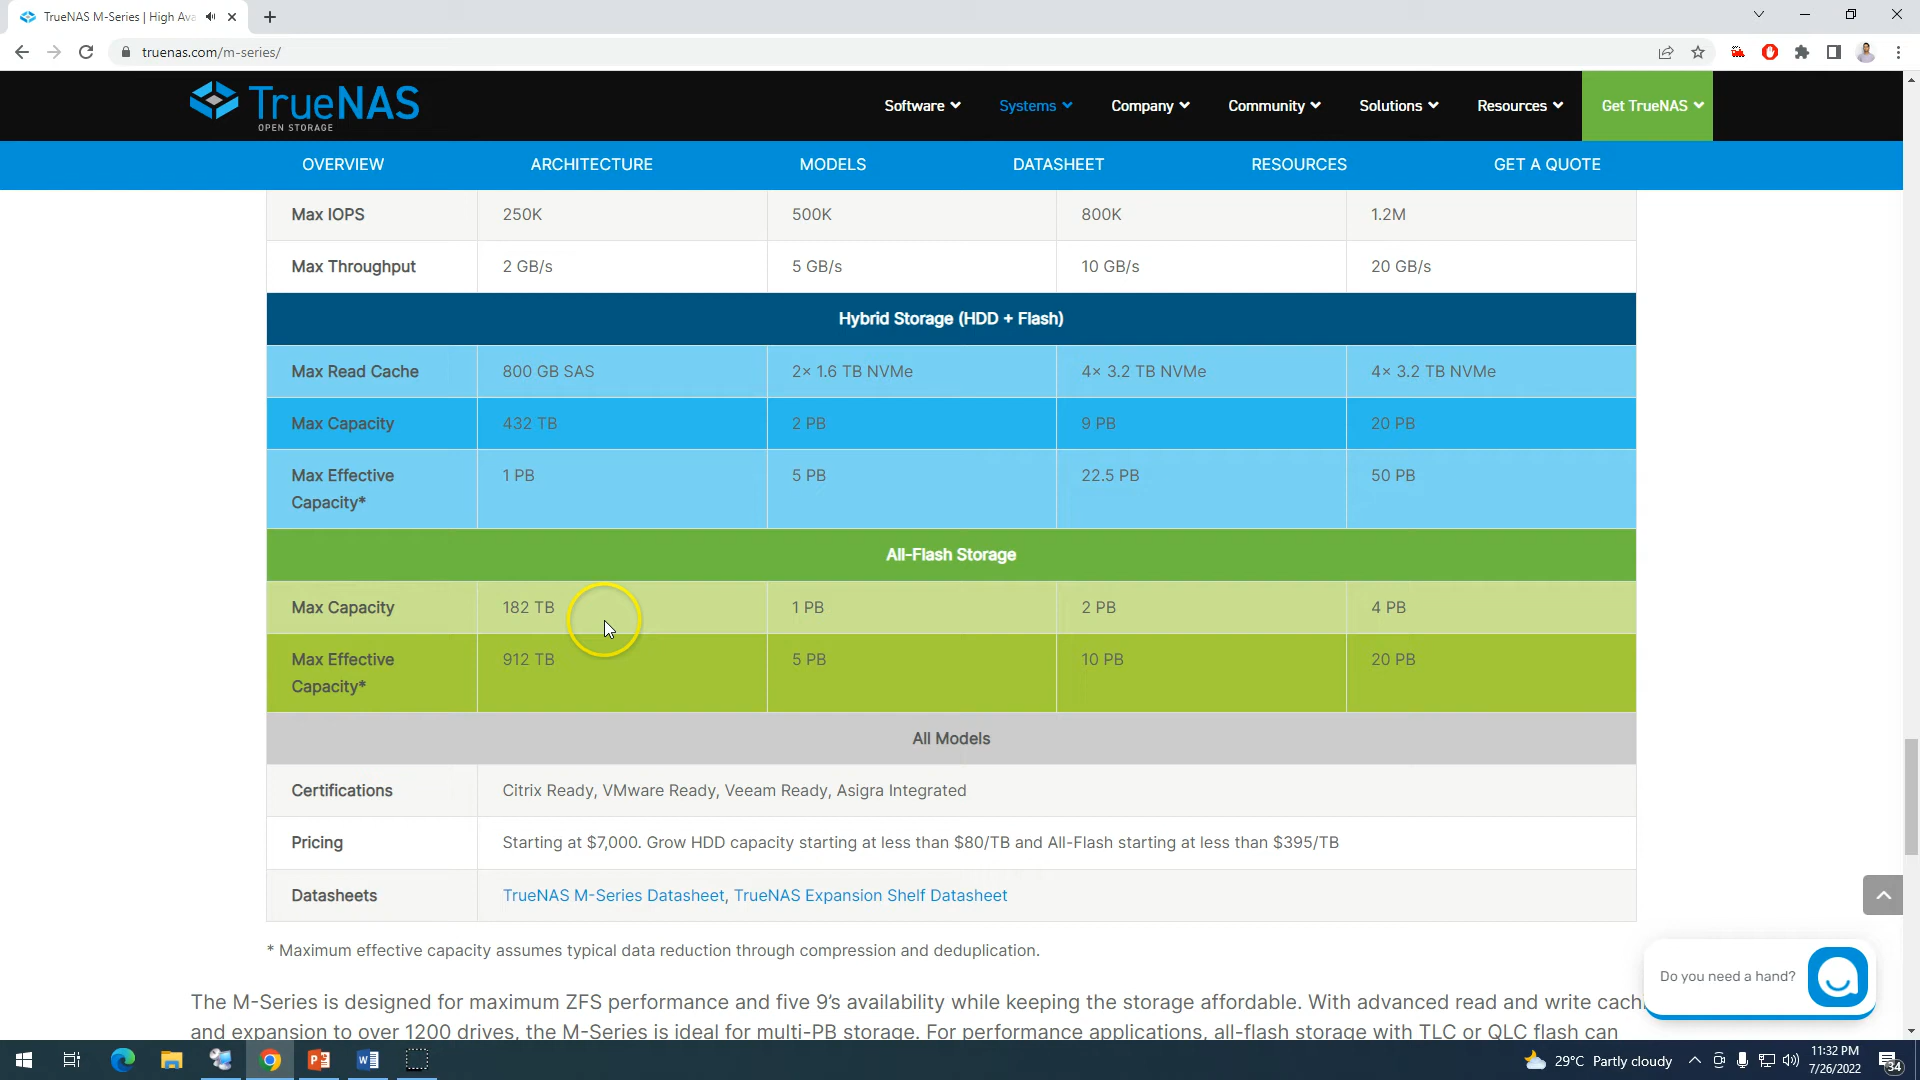 TrueNAS M-Series | High Ava
truenas.com/m-series/
TrueNAS
OPEN STORAGE
Software
Systems
Company
Community
Solutions
Resources
Get TrueNAS
OVERVIEW
ARCHITECTURE
MODELS
DATASHEET
RESOURCES
GET A QUOTE
Max IOPS 250K 500K 800K 1.2M
Max Throughput 2 GB/s 5 GB/s 10 GB/s 20 GB/s
Hybrid Storage (HDD + Flash)
Max Read Cache 800 GB SAS 2× 1.6 TB NVMe 4× 3.2 TB NVMe 4× 3.2 TB NVMe
Max Capacity 432 TB 2 PB 9 PB 20 PB
Max Effective 1 PB 5 PB 22.5 PB 50 PB
Capacity*
All-Flash Storage
Max Capacity 182 TB 1 PB 2 PB 4 PB
Max Effective 912 TB 5 PB 10 PB 20 PB
Capacity*
All Models
Certifications Citrix Ready, VMware Ready, Veeam Ready, Asigra Integrated
Pricing Starting at $7,000. Grow HDD capacity starting at less than $80/TB and All-Flash starting at less than $395/TB
Datasheets TrueNAS M-Series Datasheet, TrueNAS Expansion Shelf Datasheet
* Maximum effective capacity assumes typical data reduction through compression and deduplication.
Do you need a hand?
The M-Series is designed for maximum ZFS performance and five 9's availability while keeping the storage affordable. With advanced read and write cach
and expansion to over 1200 drives, the M-Series is ideal for multi-PB storage. For performance applications, all-flash storage with TLC or QLC flash can
29°C Partly cloudy
11:32 PM
7/26/2022
34